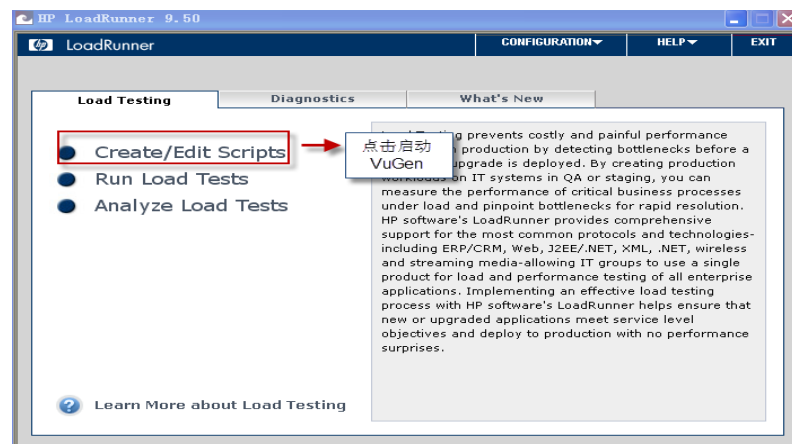 HP LoadRunner 9.50
LoadRunner
CONFIGURATION
HELP
EXIT
Load Testing
Diagnostics
What's New
Create/Edit Scripts
Run Load Tests
Analyze Load Tests
点击启动
VuGen
prevents costly and painful performance
production by detecting bottlenecks before a
upgrade is deployed. By creating production
workloads on IT systems in QA or staging, you can
measure the performance of critical business processes
under load and pinpoint bottlenecks for rapid resolution.
HP software's LoadRunner provides comprehensive
support for the most common protocols and technologies-
including ERP/CRM, Web, J2EE/.NET, XML, .NET, wireless
and streaming media-allowing IT groups to use a single
product for load and performance testing of all enterprise
applications. Implementing an effective load testing
process with HP software's LoadRunner helps ensure that
new or upgraded applications meet service level
objectives and deploy to production with no performance
surprises.
Learn More about Load Testing